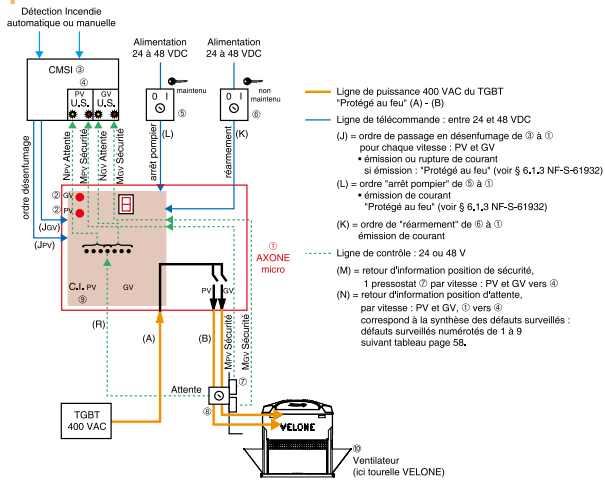 Détection Incendie
automatique ou manuelle
CMSI ③
④
PV
U.S.
GV
U.S.
Alimentation
24 à 48 VDC
maintenu
0 I
⑤
Alimentation
24 à 48 VDC
non
maintenu
0 I
⑥
ordre désenfumage
NPV Attente
MPV Sécurité
NGV Attente
MGV Sécurité
(L)
arrêt pompier
(K)
réarmement
② GV
② PV
(JGV)
(JPV)
C.I. PV GV
⑨
PV GV
①
AXONE
micro
(R)
(A)
(B)
MPV Sécurité
MGV Sécurité
⑦
Attente
⑧
TGBT
400 VAC
VELONE
⑩
Ventilateur
(ici tourelle VELONE)
Ligne de puissance 400 VAC du TGBT
"Protégé au feu" (A) - (B)
Ligne de télécommande : entre 24 et 48 VDC
(J) = ordre de passage en désenfumage de ③ à ①
pour chaque vitesse : PV et GV
• émission ou rupture de courant
si émission : "Protégé au feu" (voir § 6.1.3 NF-S-61932)
(L) = ordre "arrêt pompier" de ⑤ à ①
• émission de courant
"Protégé au feu" (voir § 6.1.3 NF-S-61932)
(K) = ordre de "réarmement" de ⑥ à ①
émission de courant
Ligne de contrôle : 24 ou 48 V
(M) = retour d'information position de sécurité,
1 pressostat ⑦ par vitesse : PV et GV vers ④
(N) = retour d'information position d'attente,
par vitesse : PV et GV, ① vers ④
correspond à la synthèse des défauts surveillés :
défauts surveillés numérotés de 1 à 9
suivant tableau page 58.